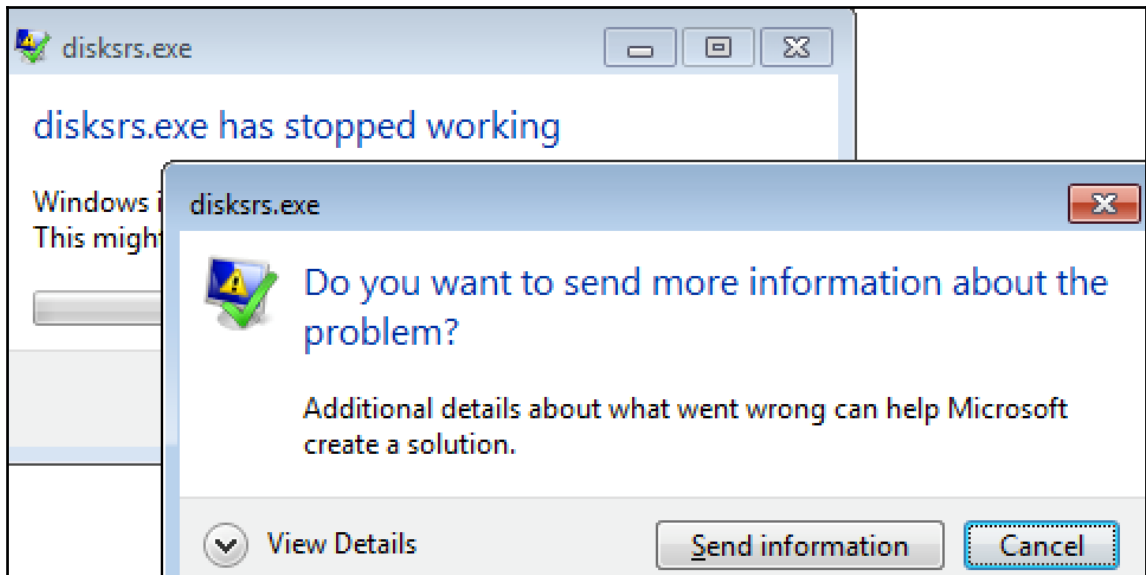 disksrs.exe
disksrs.exe has stopped working
Windows i
This might
disksrs.exe
Do you want to send more information about the
problem?
Additional details about what went wrong can help Microsoft
create a solution.
View Details
Send information
Cancel